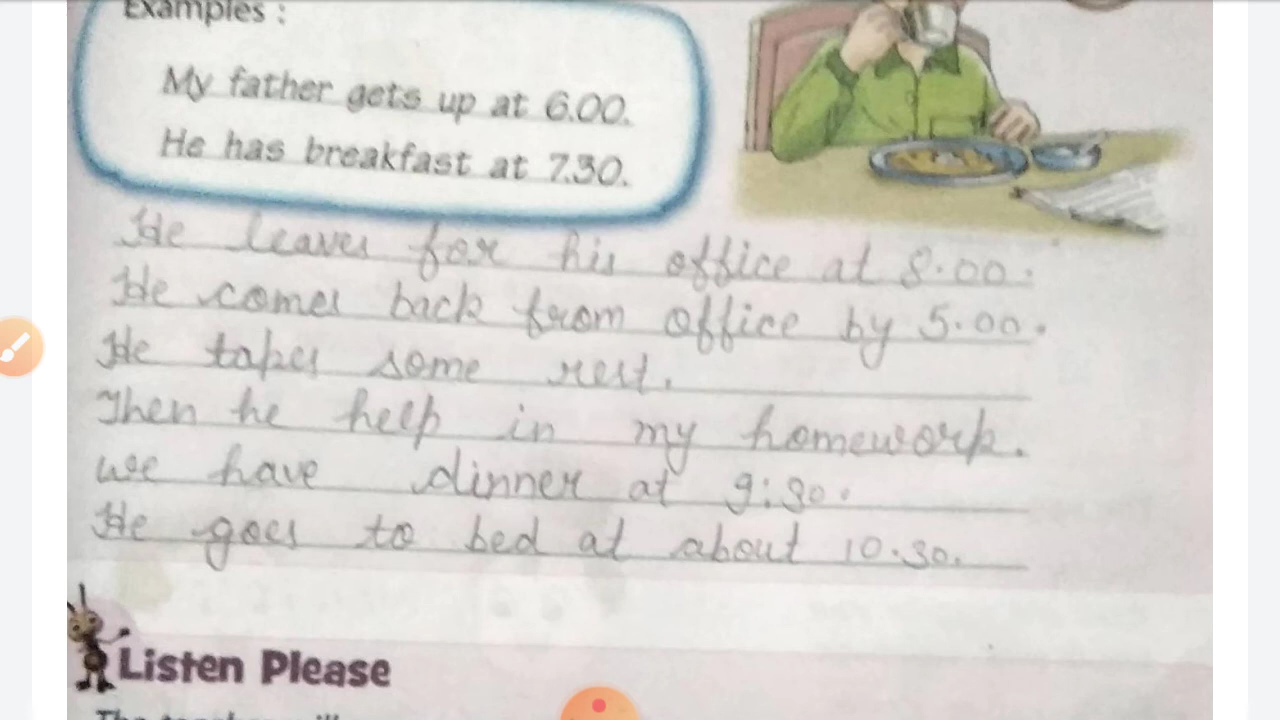 Examples :
My father gets up at 6.00.
He has breakfast at 7.30.
He leaves for his office at 8.00.
He comes back from office by 5.00.
He takes some rest.
Then he help in my homework.
we have dinner at 9:30.
He goes to bed at about 10.30.
Listen Please